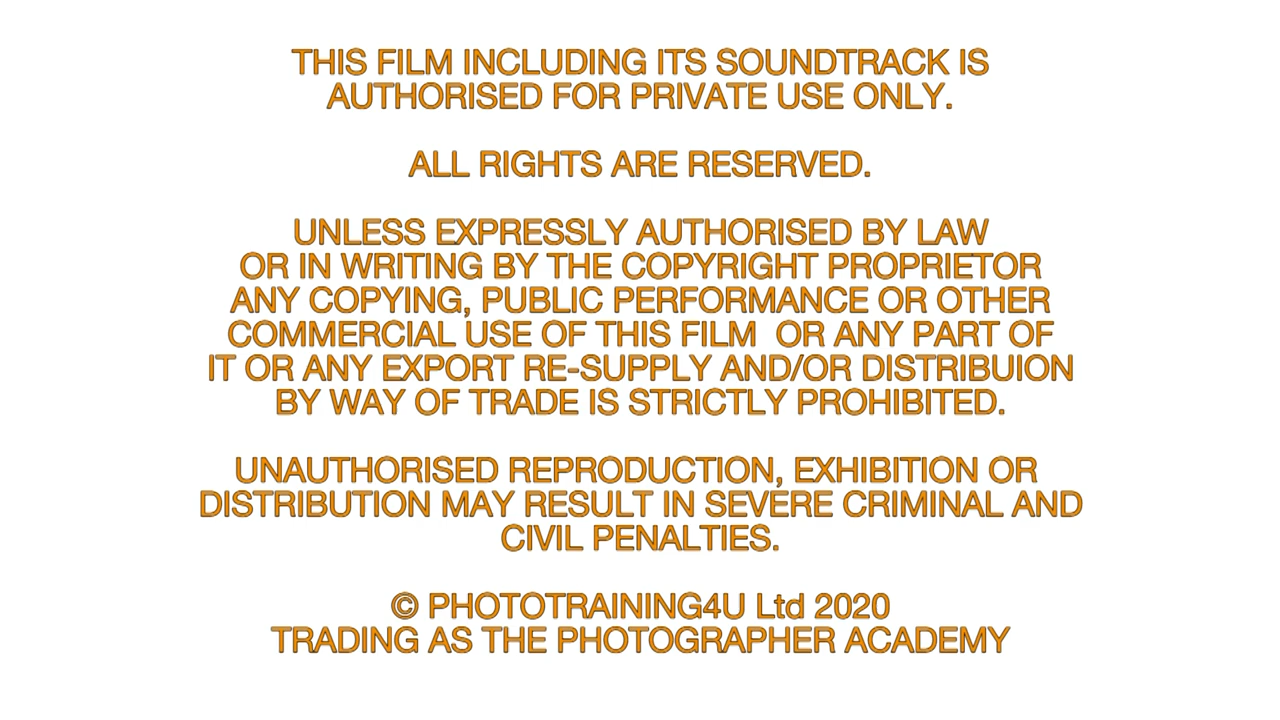 THIS FILM INCLUDING ITS SOUNDTRACK IS
AUTHORISED FOR PRIVATE USE ONLY.
ALL RIGHTS ARE RESERVED.
UNLESS EXPRESSLY AUTHORISED BY LAW
OR IN WRITING BY THE COPYRIGHT PROPRIETOR
ANY COPYING, PUBLIC PERFORMANCE OR OTHER
COMMERCIAL USE OF THIS FILM  OR ANY PART OF
IT OR ANY EXPORT RE-SUPPLY AND/OR DISTRIBUION
BY WAY OF TRADE IS STRICTLY PROHIBITED.
UNAUTHORISED REPRODUCTION, EXHIBITION OR
DISTRIBUTION MAY RESULT IN SEVERE CRIMINAL AND
CIVIL PENALTIES.
© PHOTOTRAINING4U Ltd 2020
TRADING AS THE PHOTOGRAPHER ACADEMY